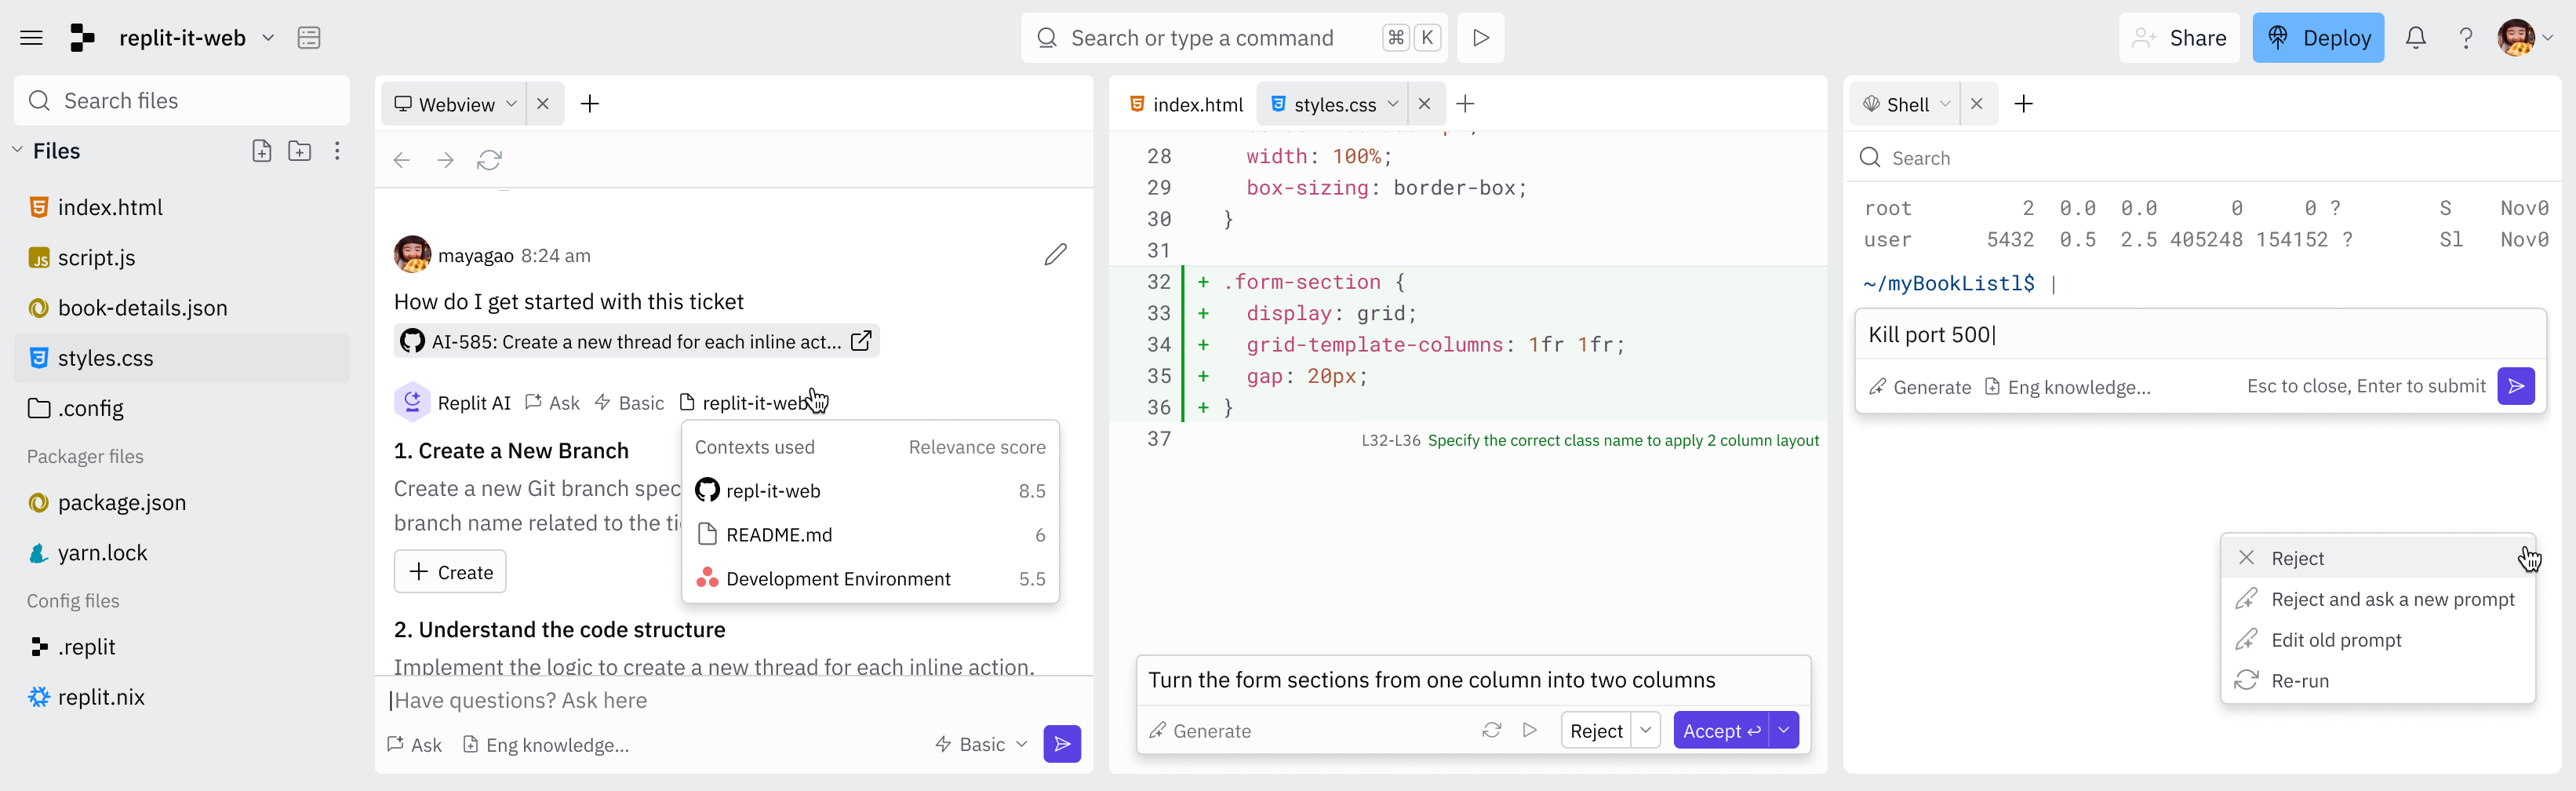 replit-it-web
Search or type a command ⌘ K
Share
Deploy
Search files
Files
index.html
script.js
book-details.json
styles.css
.config
Packager files
package.json
yarn.lock
Config files
.replit
replit.nix
Webview
mayagao 8:24 am
How do I get started with this ticket
AI-585: Create a new thread for each inline act...
Replit AI Ask Basic replit-it-web
Contexts used Relevance score
repl-it-web 8.5
README.md 6
Development Environment 5.5
1. Create a New Branch
Create a new Git branch spec
branch name related to the
+ Create
2. Understand the code structure
Implement the logic to create a new thread for each inline action.
Have questions? Ask here
Ask Eng knowledge... Basic
index.html styles.css
28 width: 100%;
29 box-sizing: border-box;
30 }
31
32 + .form-section {
33 + display: grid;
34 + grid-template-columns: 1fr 1fr;
35 + gap: 20px;
36 + }
37 L32-L36 Specify the correct class name to apply 2 column layout
Turn the form sections from one column into two columns
Generate Reject Accept ↩
Shell
Search
root 2 0.0 0.0 0 0 ? S Nov0
user 5432 0.5 2.5 405248 154152 ? Sl Nov0
~/myBookListl$ |
Kill port 500|
Generate Eng knowledge... Esc to close, Enter to submit
Reject
Reject and ask a new prompt
Edit old prompt
Re-run